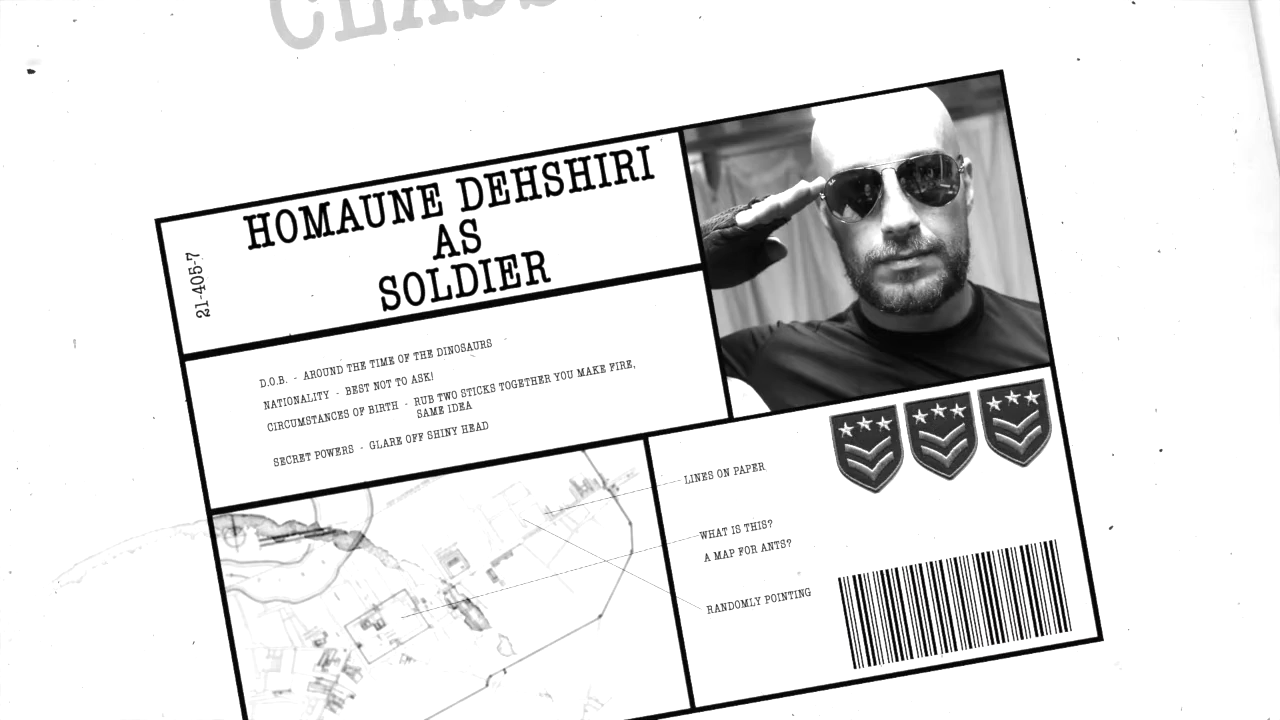 HOMAUNE DEHSHIRI
AS
SOLDIER
21-405-7
D.O.B. - AROUND THE TIME OF THE DINOSAURS
NATIONALITY - BEST NOT TO ASK!
CIRCUMSTANCES OF BIRTH - RUB TWO STICKS TOGETHER YOU MAKE FIRE,
SAME IDEA
SECRET POWERS - GLARE OFF SHINY HEAD
LINES ON PAPER
WHAT IS THIS?
A MAP FOR ANTS?
RANDOMLY POINTING